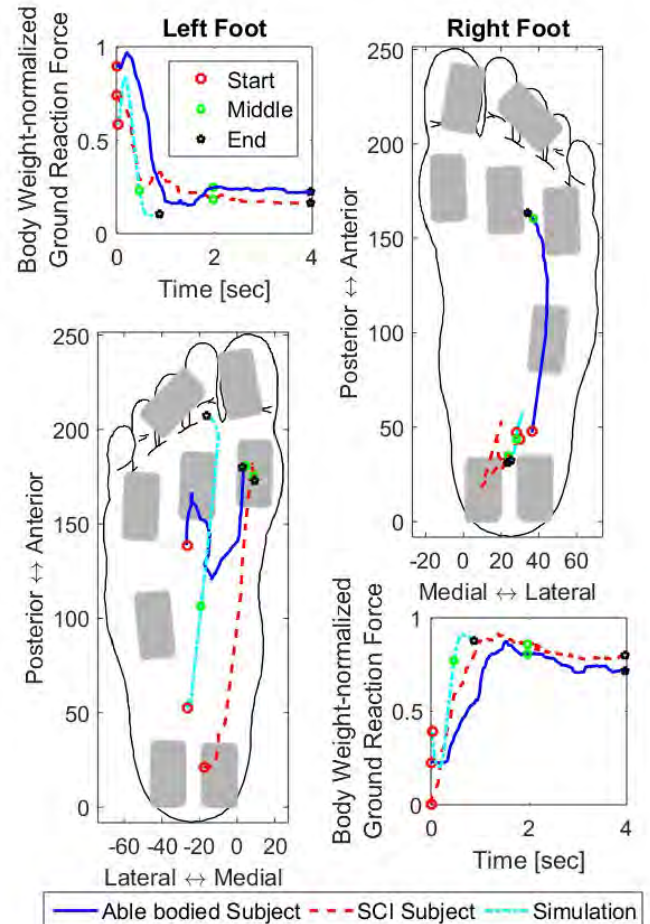 Left Foot
Body Weight-normalized
Ground Reaction Force
1
0.5
0
Start
Middle
End
0 2 4
Time [sec]
Right Foot
Posterior ↔ Anterior
250
200
150
100
50
0
-20 0 20 40 60
Medial ↔ Lateral
Posterior ↔ Anterior
250
200
150
100
50
0
-60 -40 -20 0 20
Lateral ↔ Medial
Body Weight-normalized
Ground Reaction Force
1
0.5
0
0 2 4
Time [sec]
Able bodied Subject SCI Subject Simulation